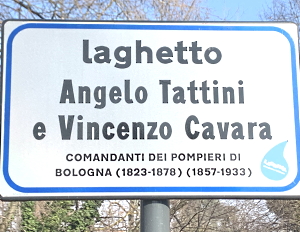 laghetto
Angelo Tattini
e Vincenzo Cavara
COMANDANTI DEI POMPIERI DI
BOLOGNA (1823-1878) (1857-1933)